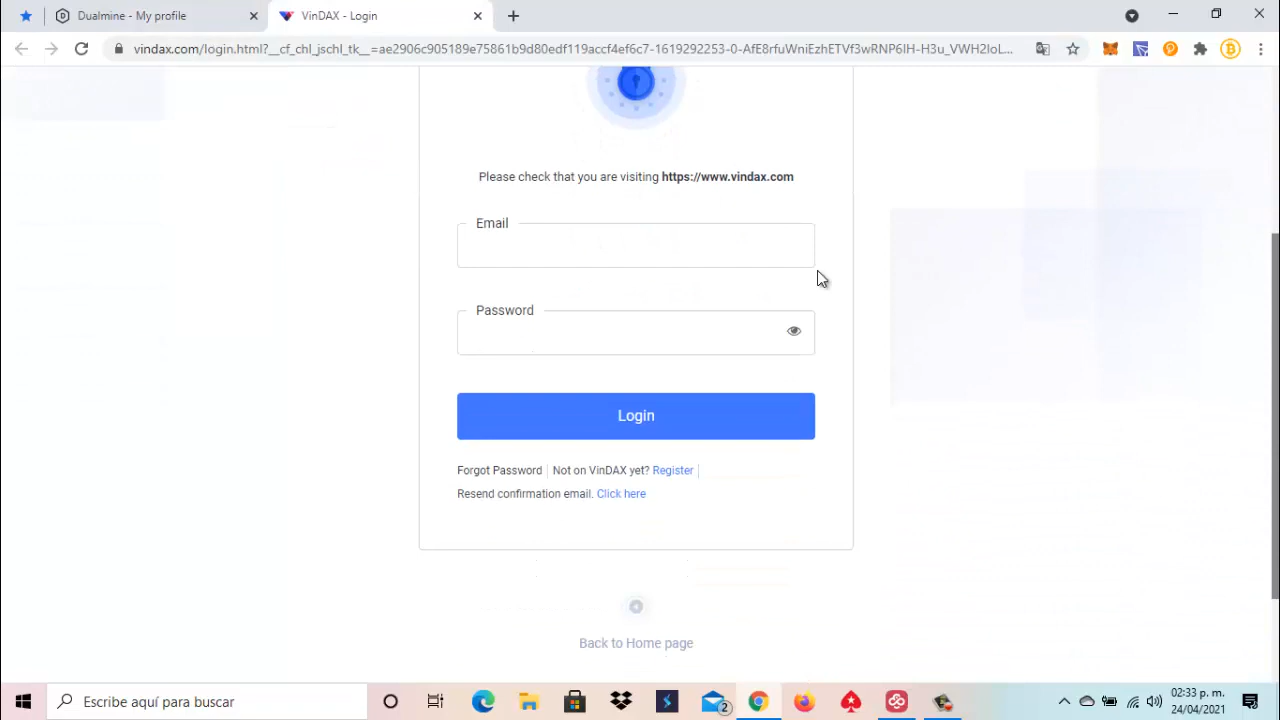 Dualmine - My profile
VinDAX - Login
vindax.com/login.html?__cf_chl_jschl_tk__=ae2906c905189e75861b9d80edf119accf4ef6c7-1619292253-0-AfE8rfuWniEzhETVf3wRNP6lH-H3u_VWH2IoL...
Please check that you are visiting https://www.vindax.com
Email
Password
Login
Forgot Password
Not on VinDAX yet? Register
Resend confirmation email. Click here
Back to Home page
Escribe aquí para buscar
2
02:33 p. m.
24/04/2021